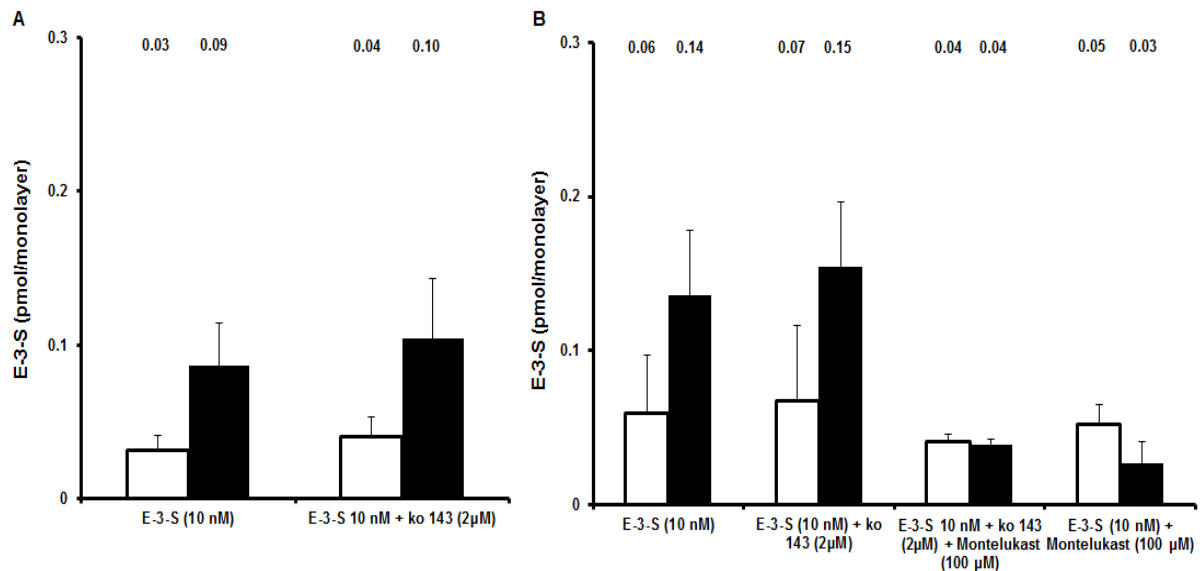 A
0.3
0.03 0.09 0.04 0.10
0.2
0.1
0
E-3-S (pmol/monolayer)
E-3-S (10 nM)
E-3-S 10 nM + ko 143 (2µM)
B
0.3
0.06 0.14 0.07 0.15 0.04 0.04 0.05 0.03
0.2
0.1
0
E-3-S (pmol/monolayer)
E-3-S (10 nM)
E-3-S (10 nM) + ko
143 (2µM)
E-3-S 10 nM + ko 143
(2µM) + Montelukast
(100 µM)
E-3-S (10 nM) +
Montelukast (100 µM)